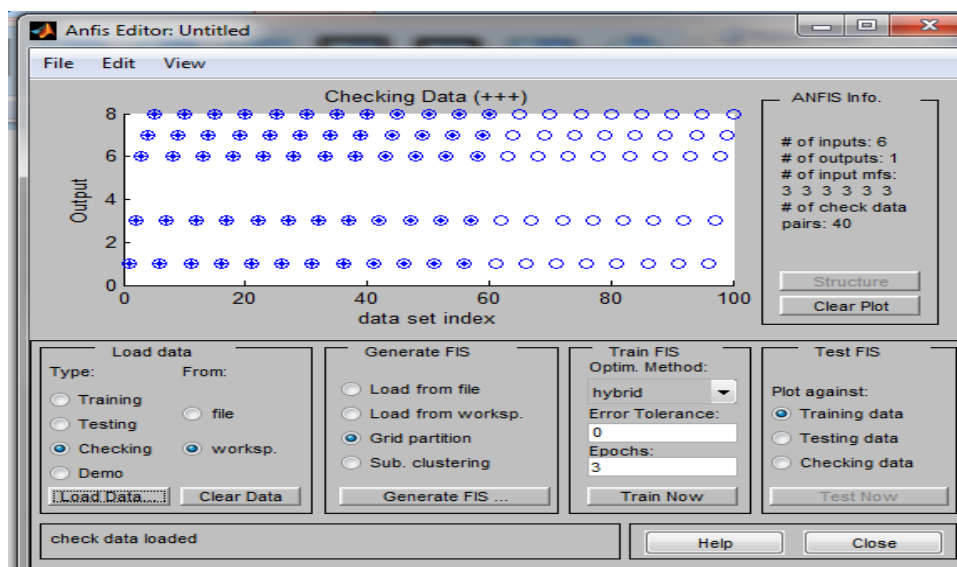 Anfis Editor: Untitled
File Edit View
Checking Data (+++)
8
6
4
2
0
Output
0 20 40 60 80 100
data set index
ANFIS Info.
# of inputs: 6
# of outputs: 1
# of input mfs:
3 3 3 3 3 3
# of check data
pairs: 40
Structure
Clear Plot
Load data
Type: From:
Training
Testing
Checking
Demo
file
worksp.
Load Data... Clear Data
Generate FIS
Load from file
Load from worksp.
Grid partition
Sub. clustering
Generate FIS ...
Train FIS
Optim. Method:
hybrid
Error Tolerance:
0
Epochs:
3
Train Now
Test FIS
Plot against:
Training data
Testing data
Checking data
Test Now
check data loaded
Help Close